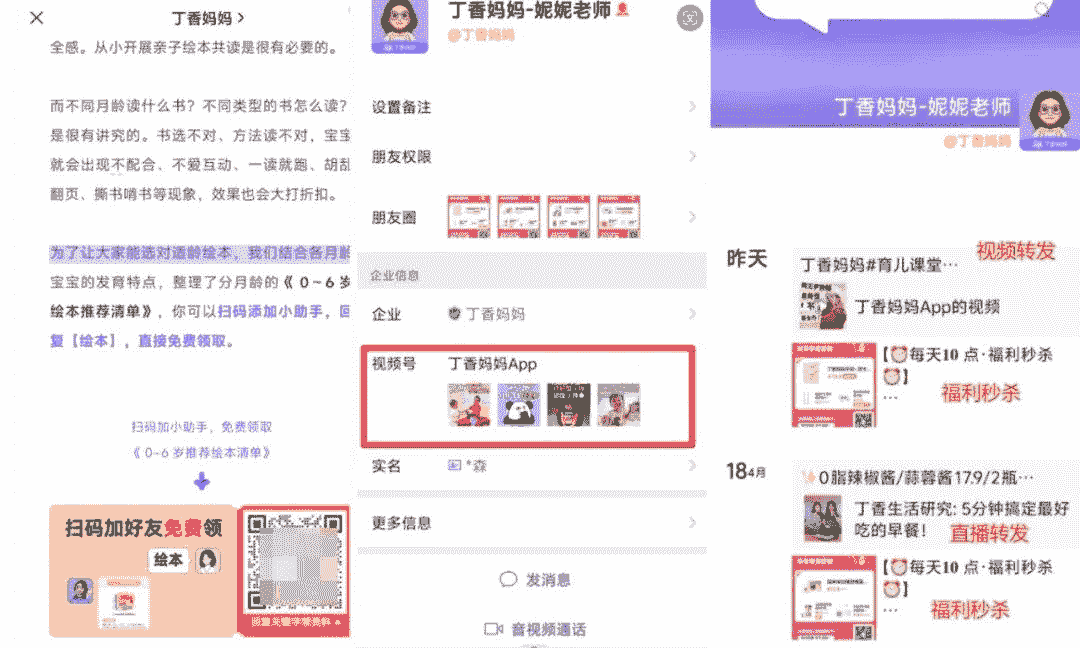 丁香妈妈 >
全感。从小开展亲子绘本共读是很有必要的。
而不同月龄读什么书？不同类型的书怎么读？
是很有讲究的。书选不对、方法读不对，宝宝
就会出现不配合、不爱互动、一读就跑、胡乱
翻页、撕书啃书等现象，效果也会大打折扣。
为了让大家能选对适龄绘本，我们结合各月龄
宝宝的发育特点，整理了分月龄的《 0~6 岁
绘本推荐清单》，你可以扫码添加小助手，回
复【绘本】，直接免费领取。
扫码加小助手，免费领取
《 0~6 岁推荐绘本清单》
扫码加好友免费领
绘本
丁香妈妈-妮妮老师
@丁香妈妈
设置备注
朋友权限
朋友圈
企业信息
企业 丁香妈妈
视频号 丁香妈妈App
实名 *森
更多信息
发消息
音视频通话
丁香妈妈-妮妮老师
@丁香妈妈
昨天
丁香妈妈#育儿课堂…
视频转发
丁香妈妈App的视频
【⏰每天10 点·福利秒杀
⏰】
…
福利秒杀
184月
0脂辣椒酱/蒜蓉酱17.9/2瓶…
丁香生活研究: 5分钟搞定最好
吃的早餐！
直播转发
【⏰每天10 点·福利秒杀
⏰】
…
福利秒杀